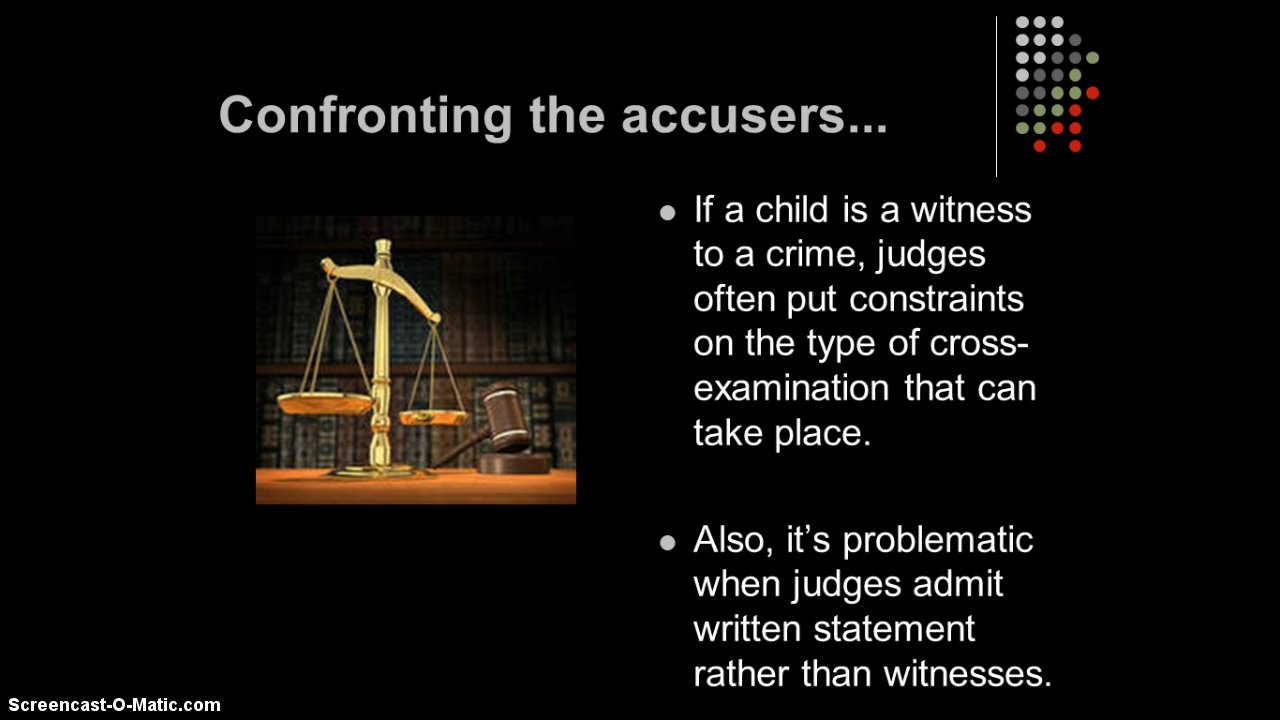 Confronting the accusers...
If a child is a witness
to a crime, judges
often put constraints
on the type of cross-
examination that can
take place.
Also, it’s problematic
when judges admit
written statement
rather than witnesses.
Screencast-O-Matic.com